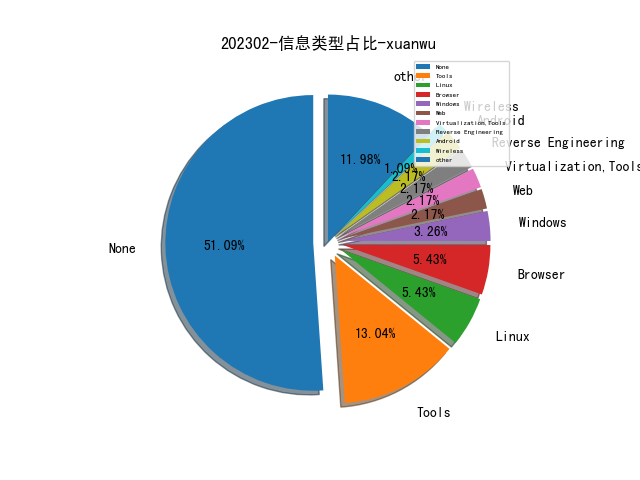 202302-信息类型占比-xuanwu
other
Wireless
Android
Reverse Engineering
Virtualization,Tools
Web
Windows
Browser
Linux
Tools
None
11.98%
1.09%
2.17%
2.17%
2.17%
2.17%
3.26%
5.43%
5.43%
13.04%
51.09%
None
Tools
Linux
Browser
Windows
Web
Virtualization,Tools
Reverse Engineering
Android
Wireless
other